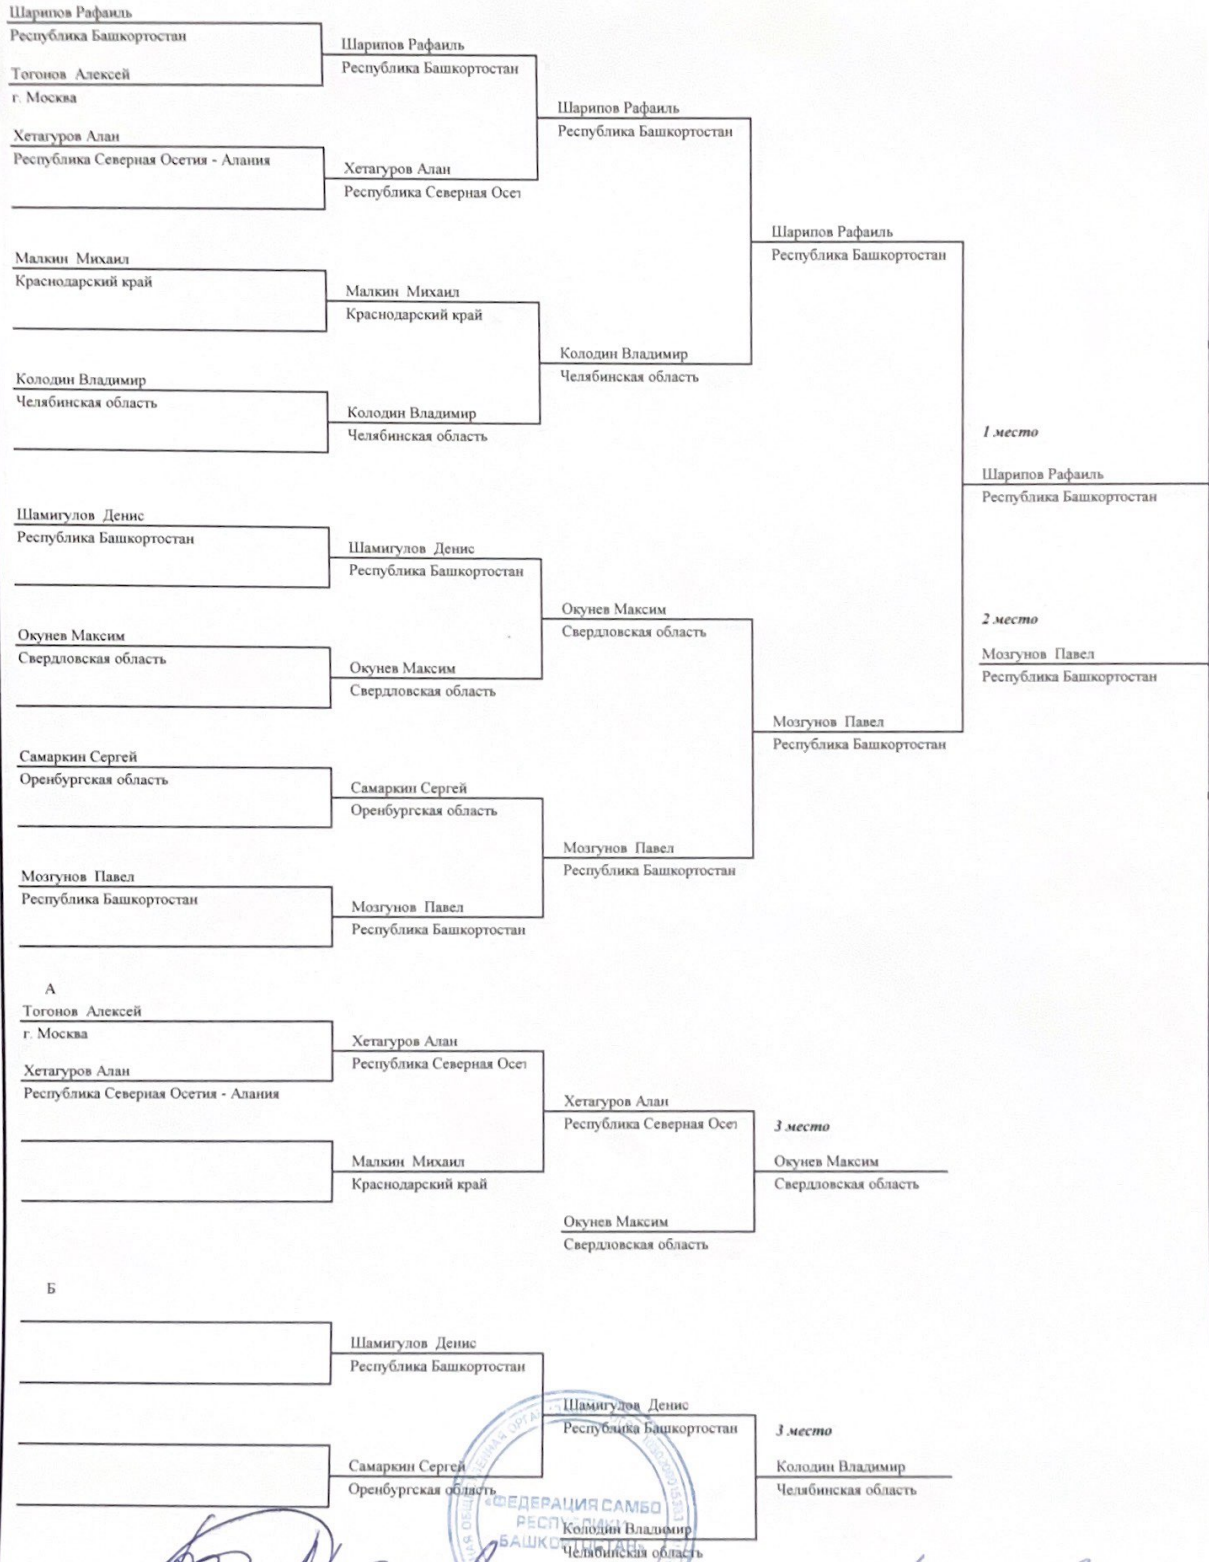 Шарипов Рафаиль
Республика Башкортостан
Тогонов Алексей
г. Москва
Хетагуров Алан
Республика Северная Осетия - Алания
Малкин Михаил
Краснодарский край
Колодин Владимир
Челябинская область
Шамигулов Денис
Республика Башкортостан
Окунев Максим
Свердловская область
Самаркин Сергей
Оренбургская область
Мозгунов Павел
Республика Башкортостан
Шарипов Рафаиль
Республика Башкортостан
Хетагуров Алан
Республика Северная Осет
Малкин Михаил
Краснодарский край
Колодин Владимир
Челябинская область
Шамигулов Денис
Республика Башкортостан
Окунев Максим
Свердловская область
Самаркин Сергей
Оренбургская область
Мозгунов Павел
Республика Башкортостан
Шарипов Рафаиль
Республика Башкортостан
Колодин Владимир
Челябинская область
Окунев Максим
Свердловская область
Мозгунов Павел
Республика Башкортостан
Шарипов Рафаиль
Республика Башкортостан
Мозгунов Павел
Республика Башкортостан
1 место
Шарипов Рафаиль
Республика Башкортостан
2 место
Мозгунов Павел
Республика Башкортостан
А
Тогонов Алексей
г. Москва
Хетагуров Алан
Республика Северная Осетия - Алания
Хетагуров Алан
Республика Северная Осет
Малкин Михаил
Краснодарский край
Хетагуров Алан
Республика Северная Осет
Окунев Максим
Свердловская область
3 место
Окунев Максим
Свердловская область
Б
Шамигулов Денис
Республика Башкортостан
Самаркин Сергей
Оренбургская область
Шамигулов Денис
Республика Башкортостан
Колодин Владимир
Челябинская область
3 место
Колодин Владимир
Челябинская область
«ФЕДЕРАЦИЯ САМБО
РЕСПУБЛИКИ
БАШКОРТОСТАН»